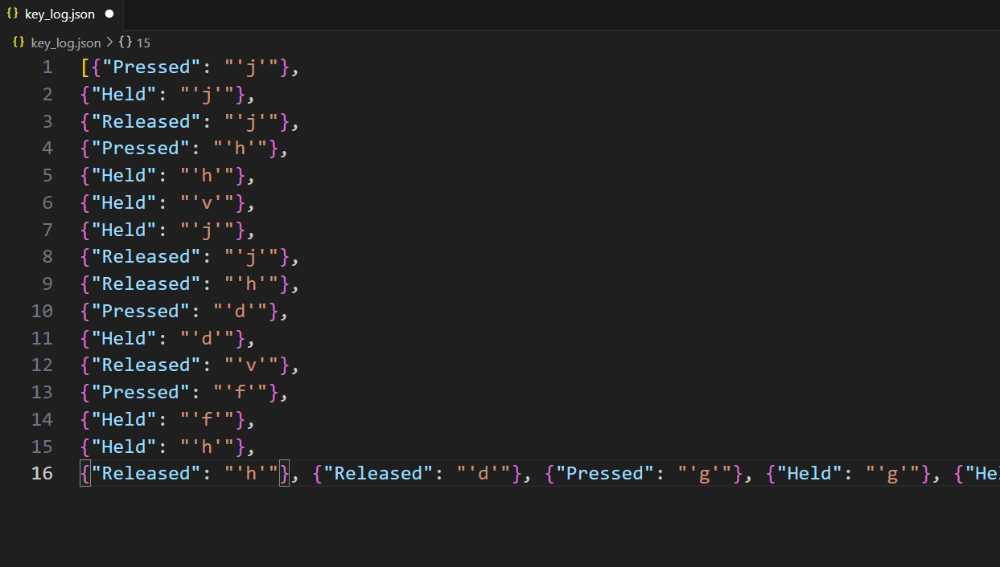 {} key_log.json ●
{} key_log.json > {} 15
1 [{"Pressed": "'j'"},
2 {"Held": "'j'"},
3 {"Released": "'j'"},
4 {"Pressed": "'h'"},
5 {"Held": "'h'"},
6 {"Held": "'v'"},
7 {"Held": "'j'"},
8 {"Released": "'j'"},
9 {"Released": "'h'"},
10 {"Pressed": "'d'"},
11 {"Held": "'d'"},
12 {"Released": "'v'"},
13 {"Pressed": "'f'"},
14 {"Held": "'f'"},
15 {"Held": "'h'"},
16 {"Released": "'h'"}, {"Released": "'d'"}, {"Pressed": "'g'"}, {"Held": "'g'"}, {"He